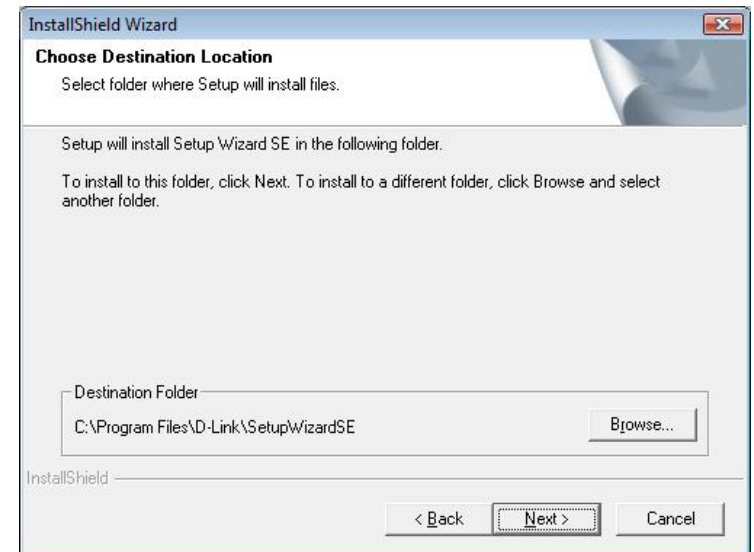 InstallShield Wizard
Choose Destination Location
Select folder where Setup will install files.
Setup will install Setup Wizard SE in the following folder.
To install to this folder, click Next. To install to a different folder, click Browse and select
another folder.
Destination Folder
C:\Program Files\D-Link\SetupWizardSE
Browse...
InstallShield
< Back
Next >
Cancel